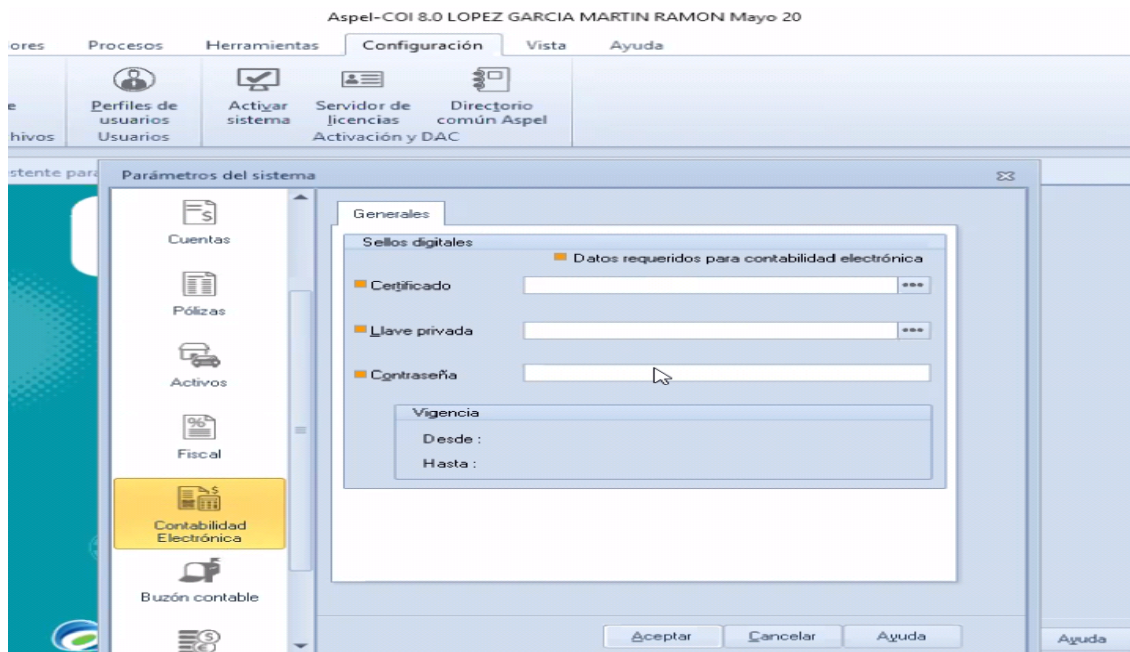 Aspel-COI 8.0 LOPEZ GARCIA MARTIN RAMON Mayo 20
ores Procesos Herramientas Configuración Vista Ayuda
e Perfiles de usuarios Activar sistema Servidor de licencias Directorio común Aspel
hivos Usuarios Activación y DAC
stente para
Parámetros del sistema
Cuentas
Pólizas
Activos
Fiscal
Contabilidad
Electrónica
Buzón contable
Generales
Sellos digitales
Datos requeridos para contabilidad electrónica
Certificado
Llave privada
Contraseña
Vigencia
Desde :
Hasta :
Aceptar Cancelar Ayuda
Ayuda